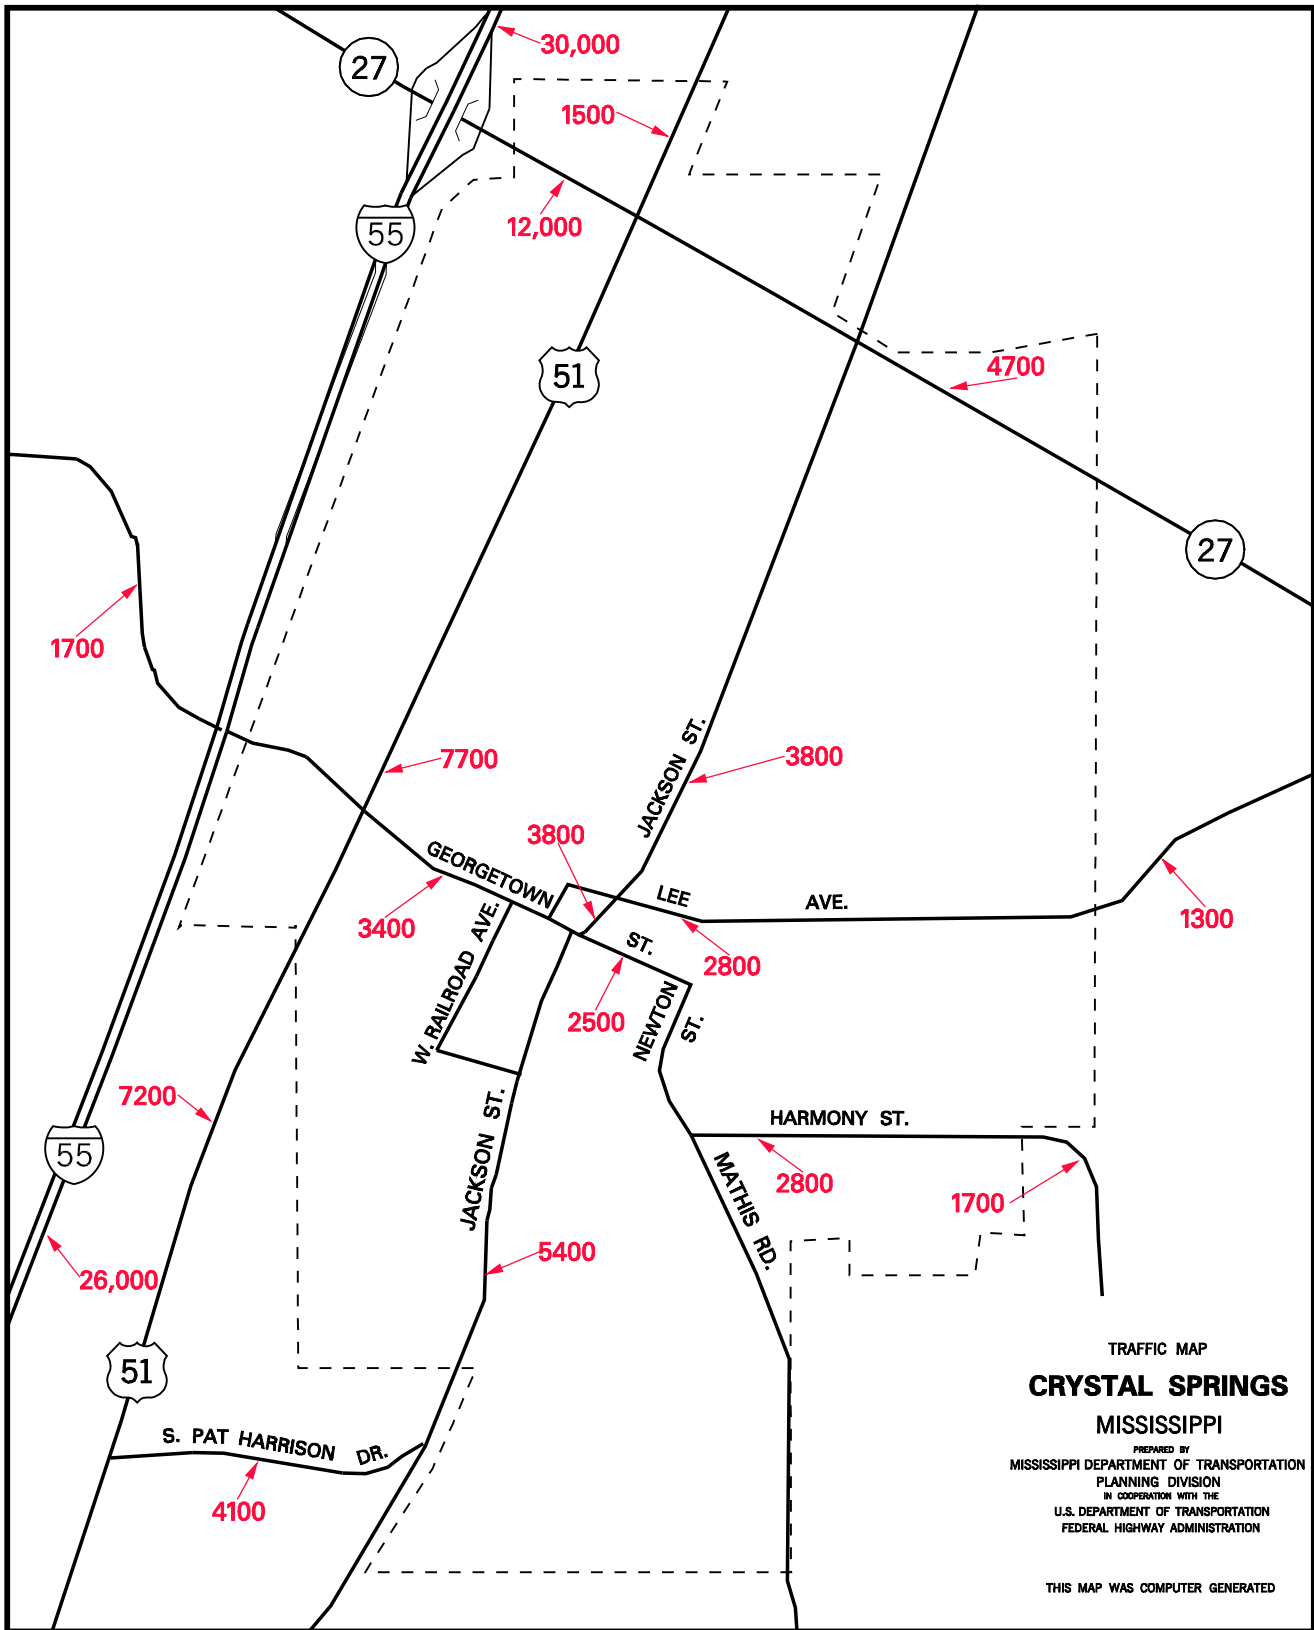 30,000
27
1500
12,000
55
51
4700
27
1700
JACKSON ST.
7700
3800
3800
GEORGETOWN ST.
LEE AVE.
3400
1300
W. RAILROAD AVE.
2800
2500
NEWTON ST.
7200
HARMONY ST.
55
JACKSON ST.
2800
MATHIS RD.
1700
5400
26,000
51
S. PAT HARRISON DR.
4100
TRAFFIC MAP
CRYSTAL SPRINGS
MISSISSIPPI
PREPARED BY
MISSISSIPPI DEPARTMENT OF TRANSPORTATION
PLANNING DIVISION
IN COOPERATION WITH THE
U.S. DEPARTMENT OF TRANSPORTATION
FEDERAL HIGHWAY ADMINISTRATION
THIS MAP WAS COMPUTER GENERATED